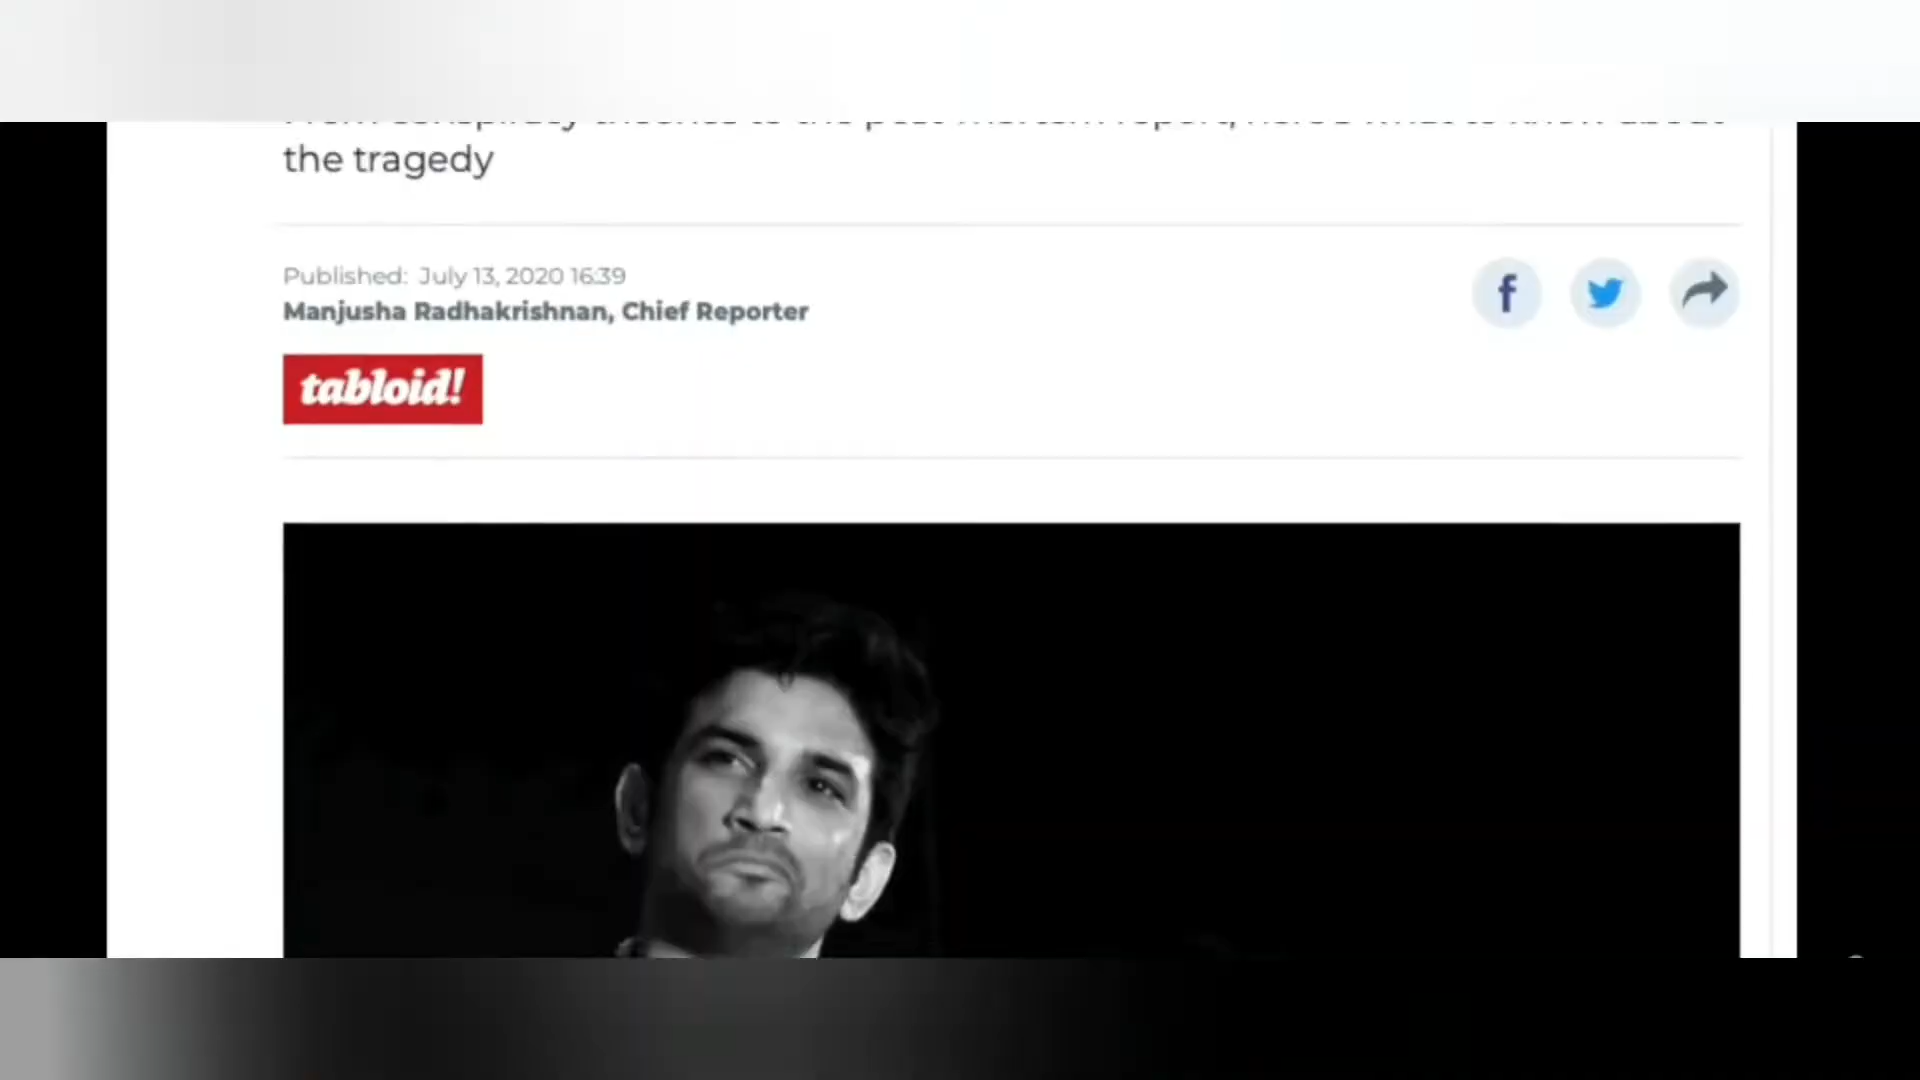 the tragedy
Published: July 13, 2020 16:39
Manjusha Radhakrishnan, Chief Reporter
tabloid!